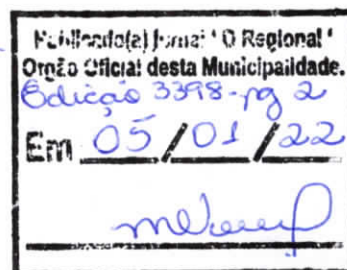 Publicado(a) Jornal "O Regional"
Orgão Oficial desta Municipalidade.
Edição 3398-pg 2
Em 05/01/22